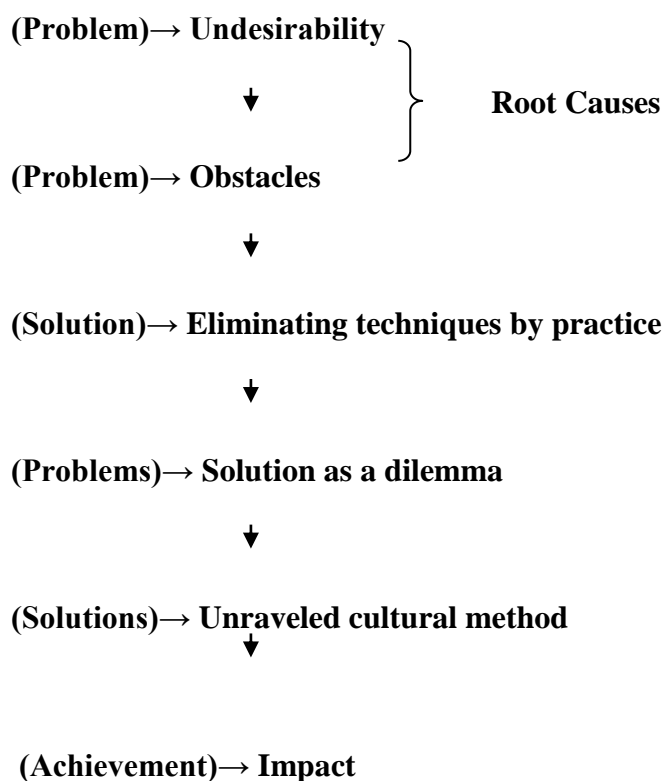 (Problem)→ Undesirability
Root Causes
(Problem)→ Obstacles
(Solution)→ Eliminating techniques by practice
(Problems)→ Solution as a dilemma
(Solutions)→ Unraveled cultural method
(Achievement)→ Impact